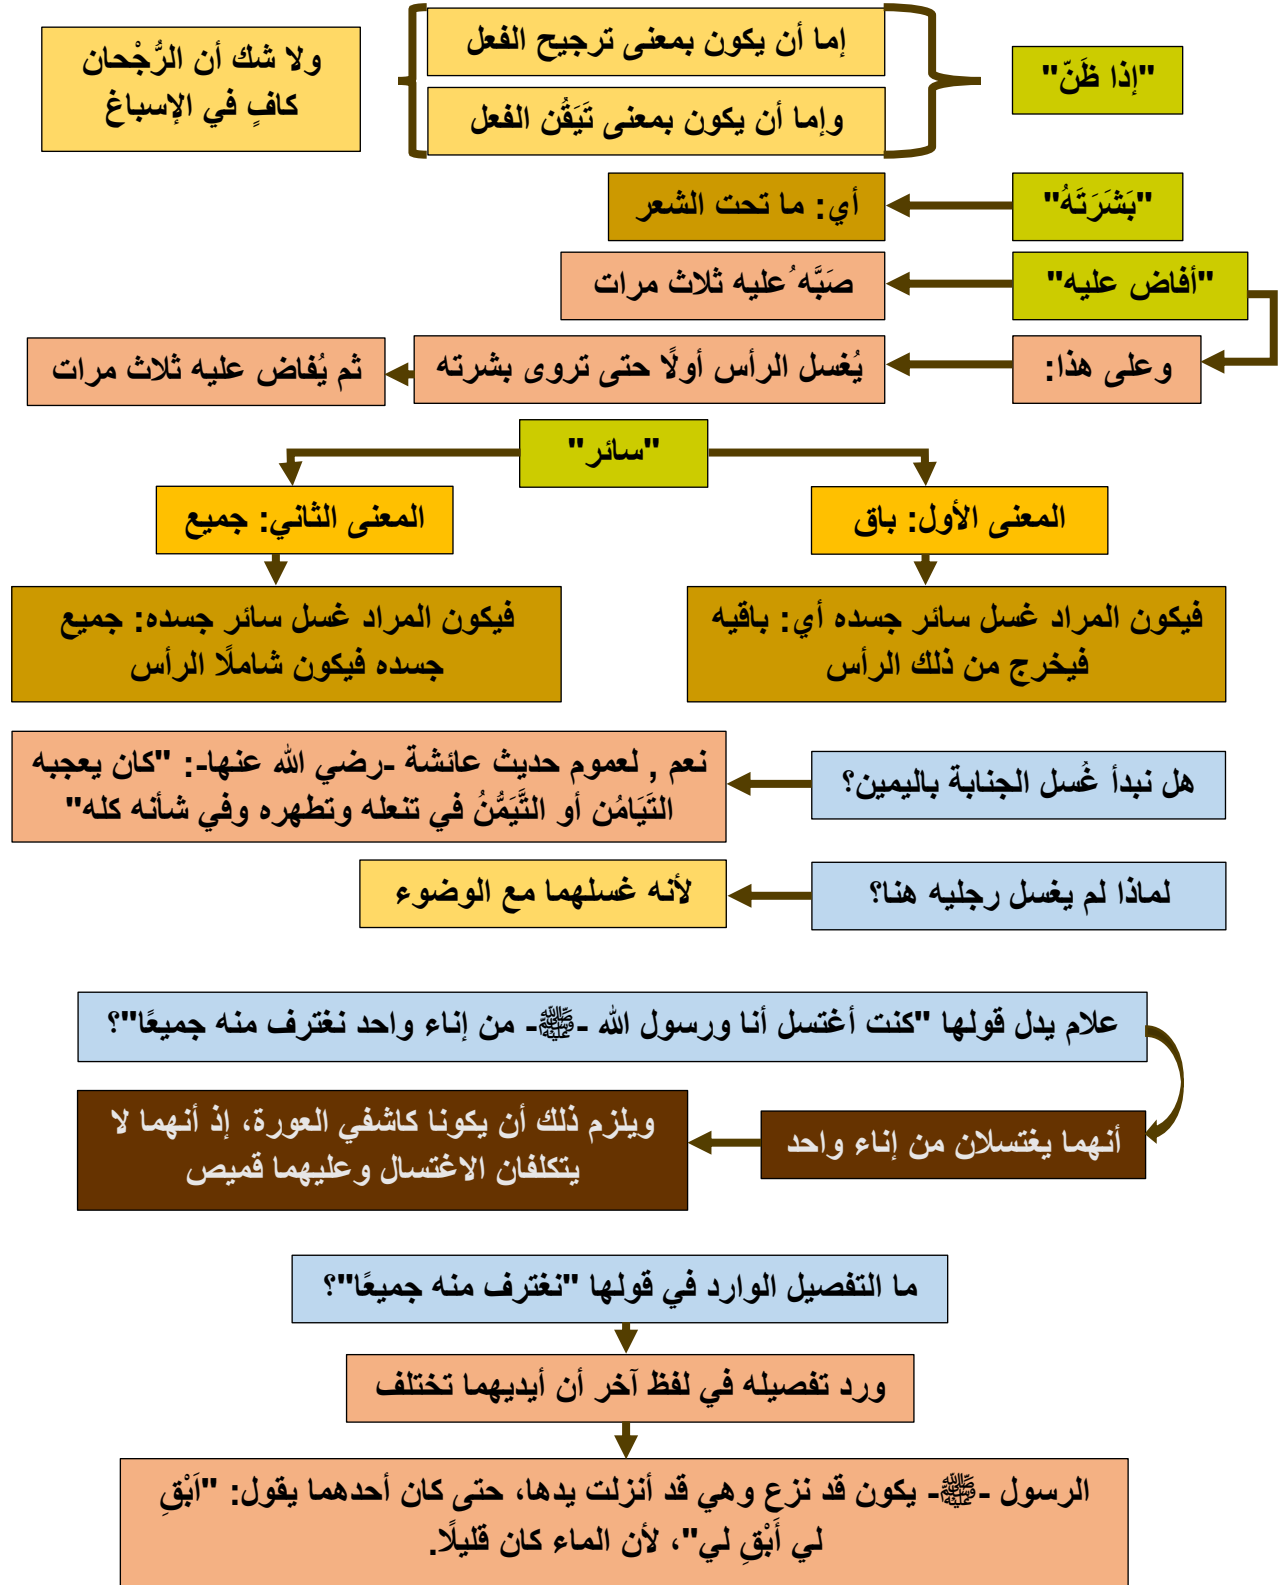 "إذا ظَنّ"
إما أن يكون بمعنى ترجيح الفعل
وإما أن يكون بمعنى تَيَقُن الفعل
ولا شك أن الرُّجْحان
كافٍ في الإسباغ
"بَشَرَتَهُ"
أي: ما تحت الشعر
"أفاض عليه"
صَبَّه ُعليه ثلاث مرات
وعلى هذا:
يُغسل الرأس أولًا حتى تروى بشرته
ثم يُفاض عليه ثلاث مرات
"سائر"
المعنى الأول: باق
المعنى الثاني: جميع
فيكون المراد غسل سائر جسده أي: باقيه
فيخرج من ذلك الرأس
فيكون المراد غسل سائر جسده: جميع
جسده فيكون شاملًا الرأس
هل نبدأ غُسل الجنابة باليمين؟
نعم , لعموم حديث عائشة -رضي الله عنها-: "كان يعجبه
التَيَامُن أو التَّيَمَّنُ في تنعله وتطهره وفي شأنه كله"
لماذا لم يغسل رجليه هنا؟
لأنه غسلهما مع الوضوء
علام يدل قولها "كنت أغتسل أنا ورسول الله -ﷺ- من إناء واحد نغترف منه جميعًا"؟
أنهما يغتسلان من إناء واحد
ويلزم ذلك أن يكونا كاشفي العورة، إذ أنهما لا
يتكلفان الاغتسال وعليهما قميص
ما التفصيل الوارد في قولها "نغترف منه جميعًا"؟
ورد تفصيله في لفظ آخر أن أيديهما تختلف
الرسول -ﷺ- يكون قد نزع وهي قد أنزلت يدها، حتى كان أحدهما يقول: "اَبْقِ
لي أَبْقِ لي"، لأن الماء كان قليلًا.